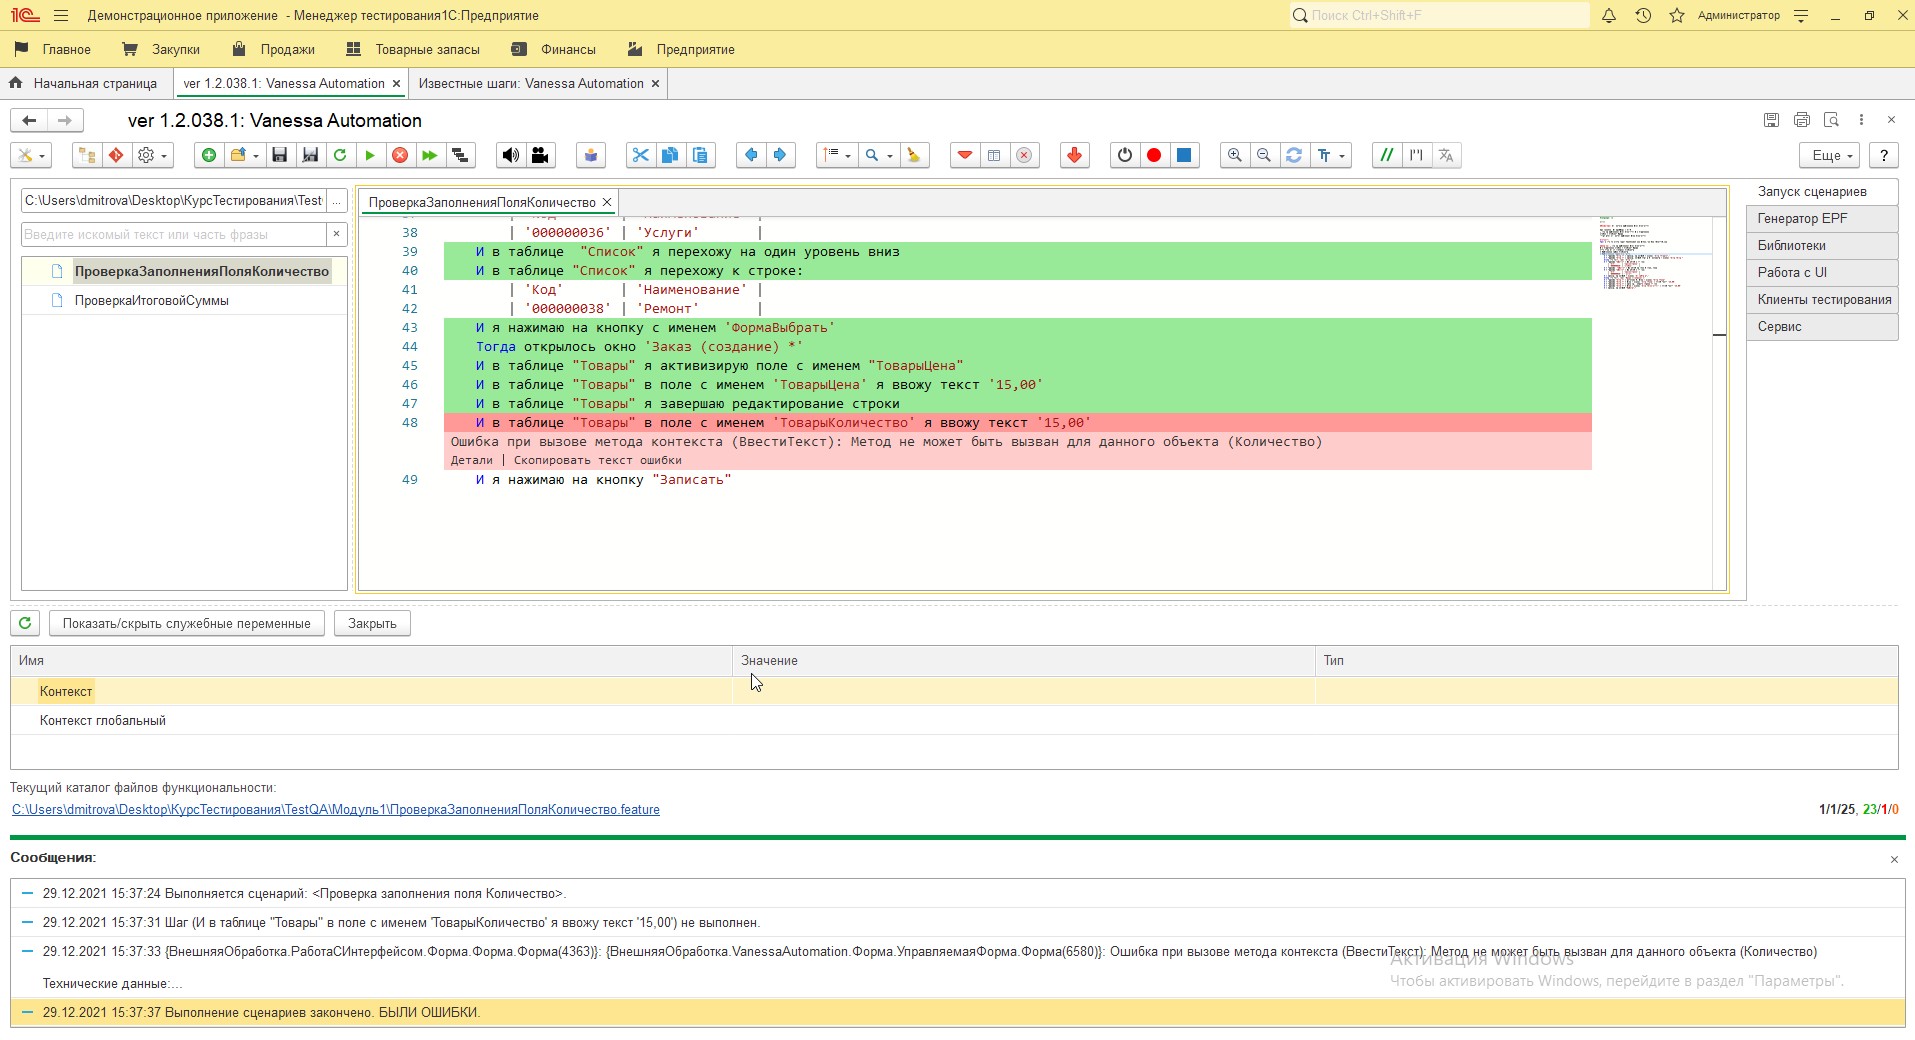 Демонстрационное приложение - Менеджер тестирования1С:Предприятие
Поиск Ctrl+Shift+F
Администратор
Главное
Закупки
Продажи
Товарные запасы
Финансы
Предприятие
Начальная страница
ver 1.2.038.1: Vanessa Automation
Известные шаги: Vanessa Automation
ver 1.2.038.1: Vanessa Automation
Еще
?
C:\Users\dmitrova\Desktop\КурсТестирования\Test
...
Введите искомый текст или часть фразы
ПроверкаЗаполненияПоляКоличество
ПроверкаИтоговойСуммы
ПроверкаЗаполненияПоляКоличество
38 | '000000036' | 'Услуги' |
39 И в таблице "Список" я перехожу на один уровень вниз
40 И в таблице "Список" я перехожу к строке:
41 | 'Код' | 'Наименование' |
42 | '000000038' | 'Ремонт' |
43 И я нажимаю на кнопку с именем 'ФормаВыбрать'
44 Тогда открылось окно 'Заказ (создание) *'
45 И в таблице "Товары" я активизирую поле с именем "ТоварыЦена"
46 И в таблице "Товары" в поле с именем 'ТоварыЦена' я ввожу текст '15,00'
47 И в таблице "Товары" я завершаю редактирование строки
48 И в таблице "Товары" в поле с именем 'ТоварыКоличество' я ввожу текст '15,00'
Ошибка при вызове метода контекста (ВвестиТекст): Метод не может быть вызван для данного объекта (Количество)
Детали | Скопировать текст ошибки
49 И я нажимаю на кнопку "Записать"
Запуск сценариев
Генератор EPF
Библиотеки
Работа с UI
Клиенты тестирования
Сервис
Показать/скрыть служебные переменные
Закрыть
Имя
Значение
Тип
Контекст
Контекст глобальный
Текущий каталог файлов функциональности:
C:\Users\dmitrova\Desktop\КурсТестирования\TestQA\Модуль1\ПроверкаЗаполненияПоляКоличество.feature
1/1/25, 23/1/0
Сообщения:
29.12.2021 15:37:24 Выполняется сценарий: <Проверка заполнения поля Количество>.
29.12.2021 15:37:31 Шаг (И в таблице "Товары" в поле с именем 'ТоварыКоличество' я ввожу текст '15,00') не выполнен.
29.12.2021 15:37:33 {ВнешняяОбработка.РаботаСИнтерфейсом.Форма.Форма.Форма(4363)}: {ВнешняяОбработка.VanessaAutomation.Форма.УправляемаяФорма.Форма(6580)}: Ошибка при вызове метода контекста (ВвестиТекст): Метод не может быть вызван для данного объекта (Количество)
Технические данные:...
29.12.2021 15:37:37 Выполнение сценариев закончено. БЫЛИ ОШИБКИ.
Активация Windows
Чтобы активировать Windows, перейдите в раздел "Параметры".